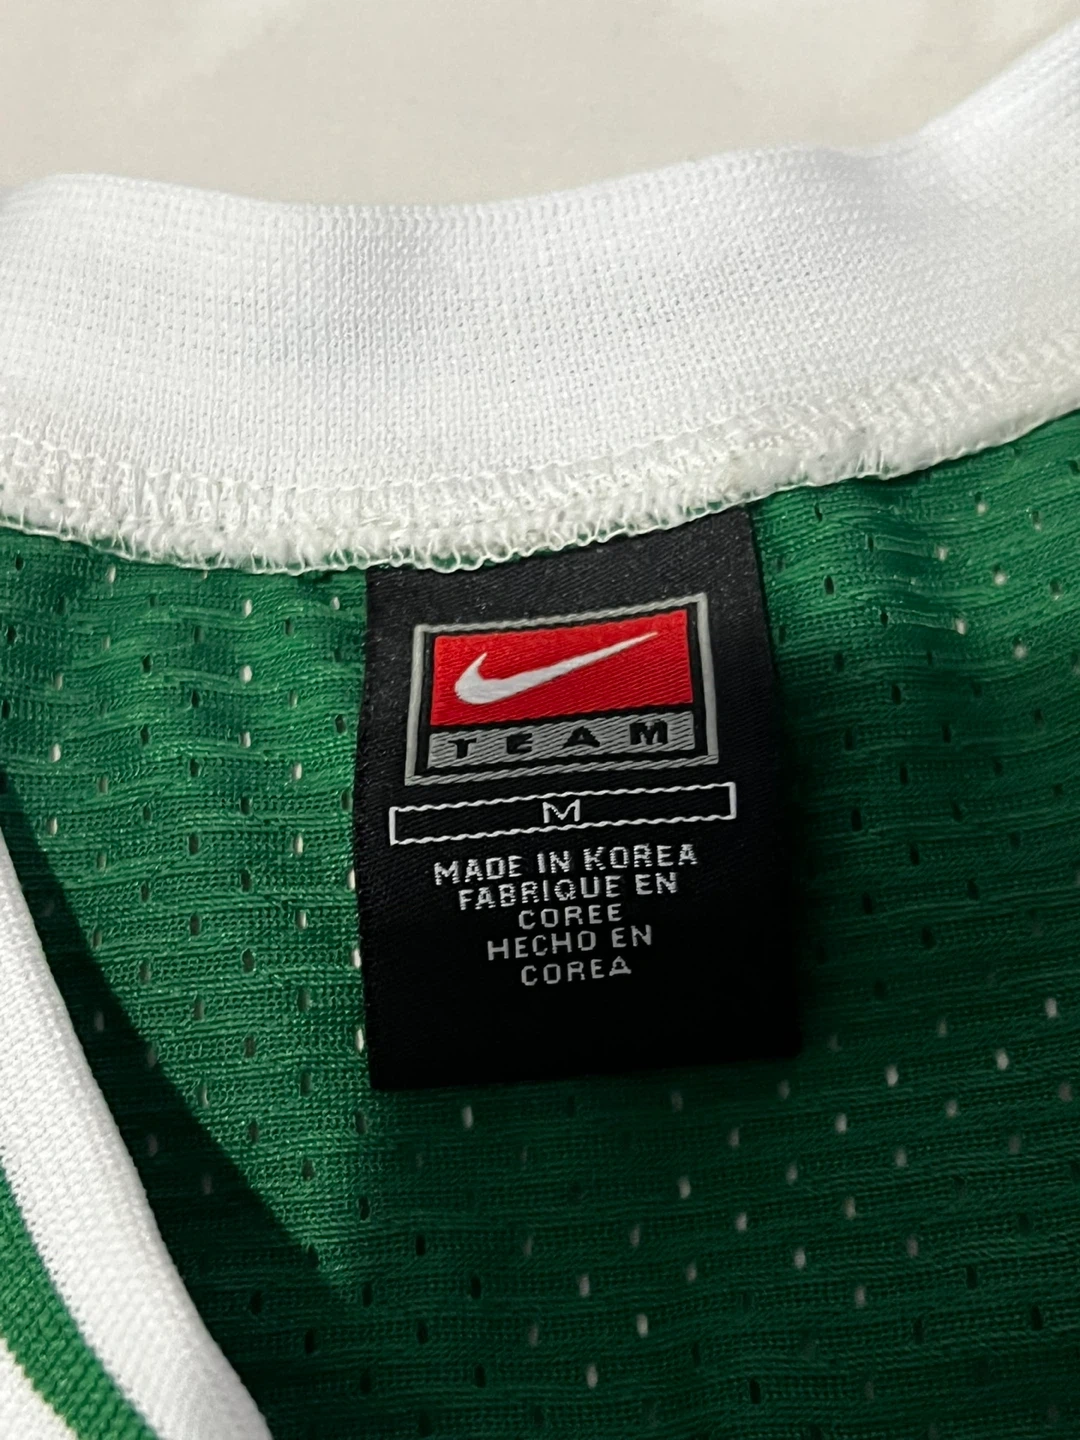 TEAM
M
MADE IN KOREA
FABRIQUE EN
COREE
HECHO EN
COREA